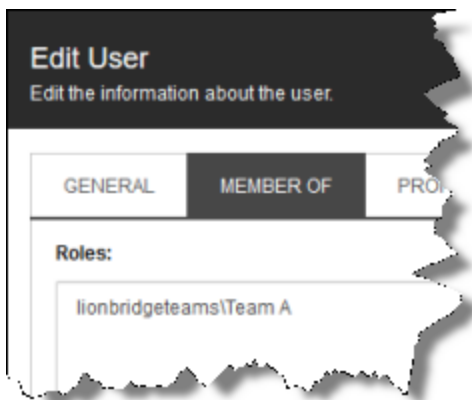 Edit User
Edit the information about the user.
GENERAL MEMBER OF
Roles:
lionbridgeteams\Team A